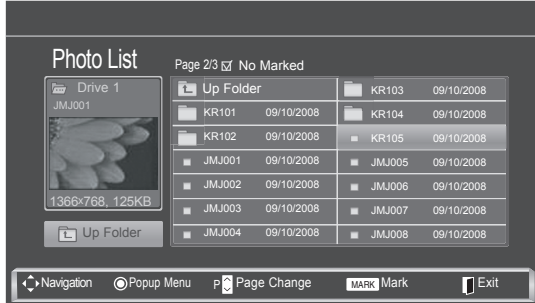 Photo List
Page 2/3 No Marked
Drive 1
JMJ001
1366x768, 125KB
Up Folder
Up Folder
KR101 09/10/2008
KR102 09/10/2008
JMJ001 09/10/2008
JMJ002 09/10/2008
JMJ003 09/10/2008
JMJ004 09/10/2008
KR103 09/10/2008
KR104 09/10/2008
KR105 09/10/2008
JMJ005 09/10/2008
JMJ006 09/10/2008
JMJ007 09/10/2008
JMJ008 09/10/2008
Navigation Popup Menu P Page Change MARK Mark Exit